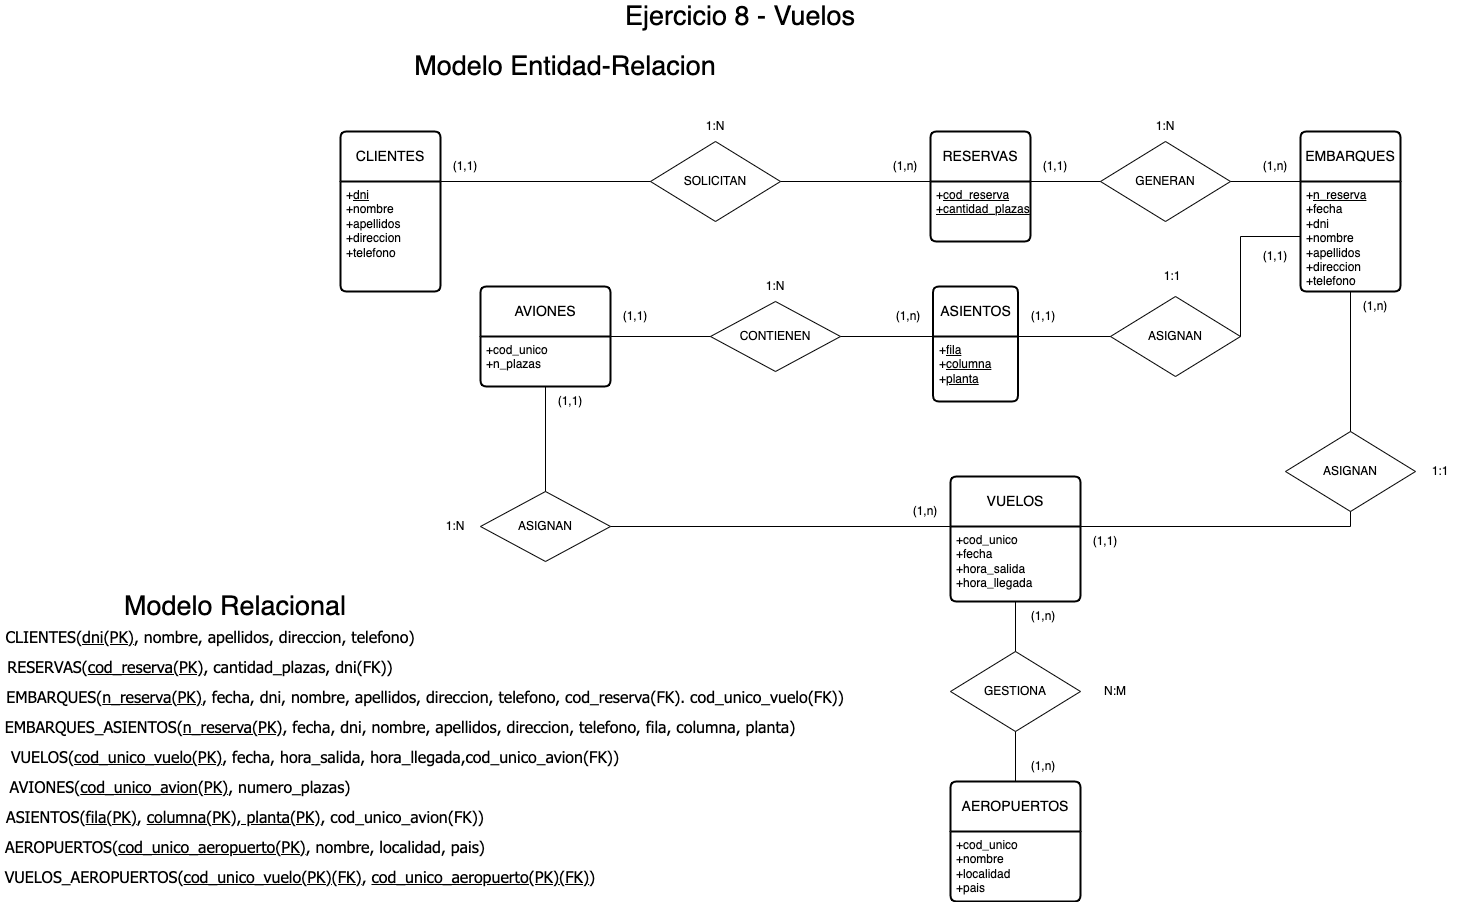 Ejercicio 8 - Vuelos
Modelo Entidad-Relacion
1:N
1:N
CLIENTES
(1,1)
SOLICITAN
(1,n)
RESERVAS
(1,1)
GENERAN
(1,n)
EMBARQUES
+dni
+nombre
+apellidos
+direccion
+telefono
+cod_reserva
+cantidad_plazas
+n_reserva
+fecha
+dni
+nombre
+apellidos
+direccion
+telefono
(1,1)
(1,n)
1:N
1:1
AVIONES
(1,1)
CONTIENEN
(1,n)
ASIENTOS
(1,1)
ASIGNAN
+cod_unico
+n_plazas
+fila
+columna
+planta
(1,1)
ASIGNAN
1:1
1:N
ASIGNAN
(1,n)
VUELOS
(1,1)
+cod_unico
+fecha
+hora_salida
+hora_llegada
(1,n)
GESTIONA
N:M
(1,n)
AEROPUERTOS
+cod_unico
+nombre
+localidad
+pais
Modelo Relacional
CLIENTES(dni(PK), nombre, apellidos, direccion, telefono)
RESERVAS(cod_reserva(PK), cantidad_plazas, dni(FK))
EMBARQUES(n_reserva(PK), fecha, dni, nombre, apellidos, direccion, telefono, cod_reserva(FK). cod_unico_vuelo(FK))
EMBARQUES_ASIENTOS(n_reserva(PK), fecha, dni, nombre, apellidos, direccion, telefono, fila, columna, planta)
VUELOS(cod_unico_vuelo(PK), fecha, hora_salida, hora_llegada,cod_unico_avion(FK))
AVIONES(cod_unico_avion(PK), numero_plazas)
ASIENTOS(fila(PK), columna(PK), planta(PK), cod_unico_avion(FK))
AEROPUERTOS(cod_unico_aeropuerto(PK), nombre, localidad, pais)
VUELOS_AEROPUERTOS(cod_unico_vuelo(PK)(FK), cod_unico_aeropuerto(PK)(FK))